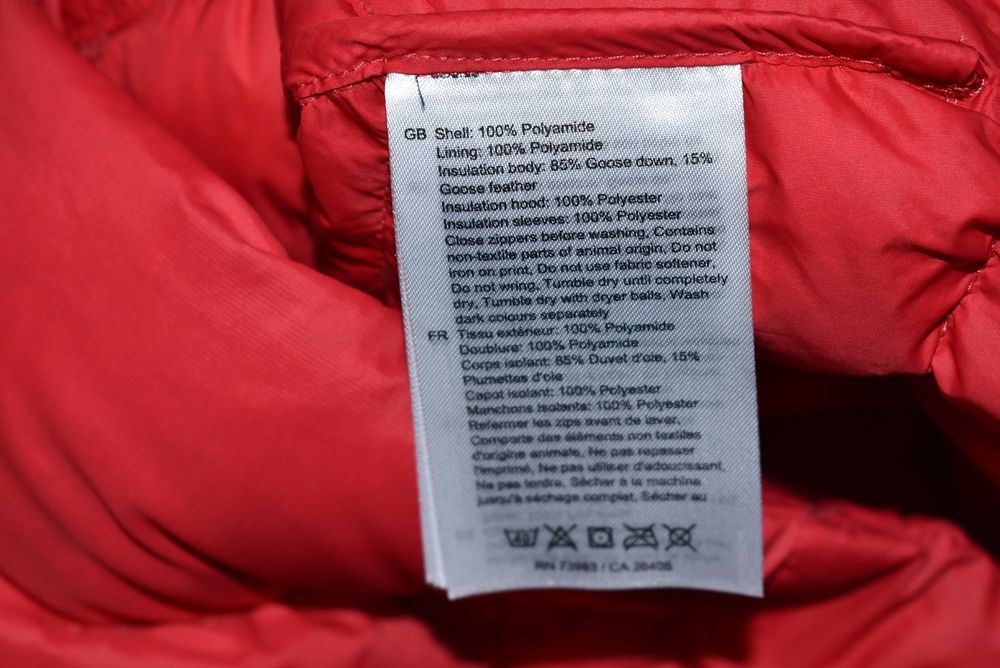 GB Shell: 100% Polyamide
Lining: 100% Polyamide
Insulation body: 85% Goose down, 15%
Goose feather
Insulation hood: 100% Polyester
Insulation sleeves: 100% Polyester
Close zippers before washing, Contains
non-textile parts of animal origin, Do not
iron on print, Do not use fabric softener,
Do not wring, Tumble dry until completely
dry, Tumble dry with dryer balls, Wash
dark colours separately
FR Tissu extérieur: 100% Polyamide
Doublure: 100% Polyamide
Corps isolant: 85% Duvet d'oie, 15%
Plumettes d'oie
Capot isolant: 100% Polyester
Manchons isolants: 100% Polyester
Refermer les zips avant de laver,
Comporte des éléments non textiles
d'origine animale, Ne pas repasser
l'imprimé, Ne pas utiliser d'adoucissant,
Ne pas tordre, Sécher à la machine
jusqu'à séchage complet, Sécher au
40
RN 73983 / CA